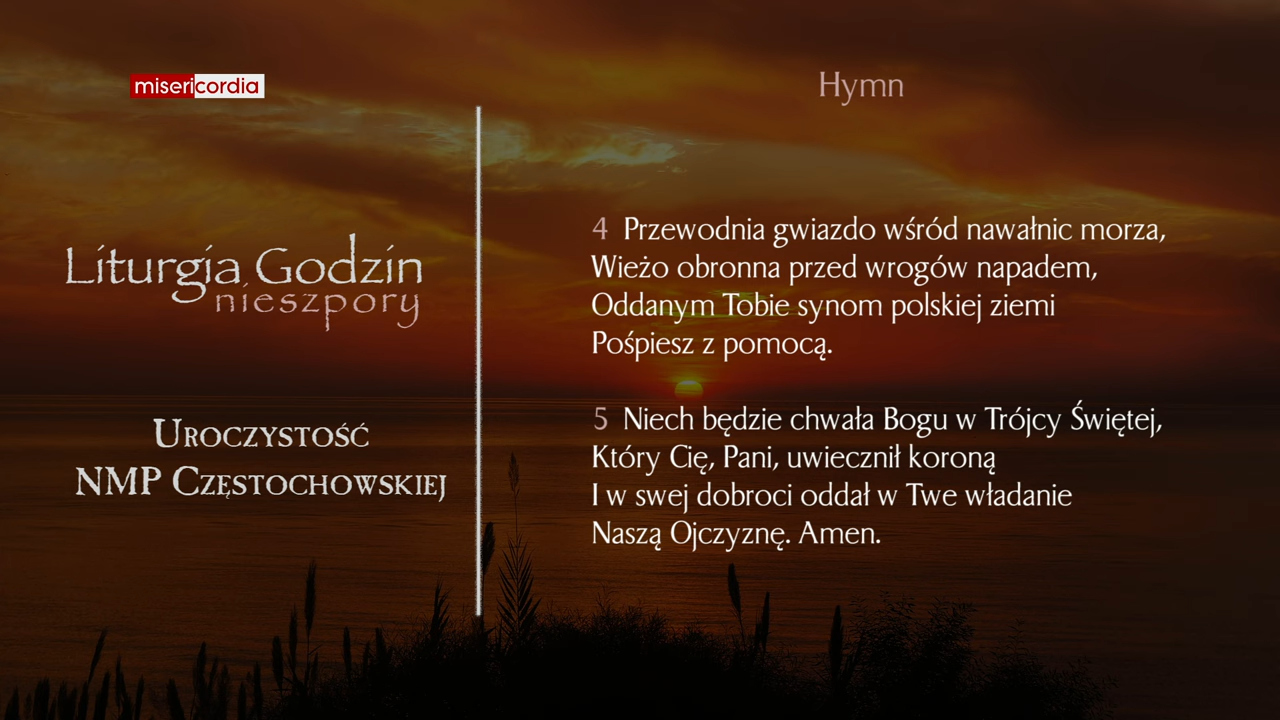 misericordia
Liturgia Godzin
nieszpory
Uroczystość
NMP Częstochowskiej
Hymn
4 Przewodnia gwiazdo wśród nawałnic morza,
Wieżo obronna przed wrogów napadem,
Oddanym Tobie synom polskiej ziemi
Pośpiesz z pomocą.
5 Niech będzie chwała Bogu w Trójcy Świętej,
Który Cię, Pani, uwiecznił koroną
I w swej dobroci oddał w Twe władanie
Naszą Ojczyznę. Amen.